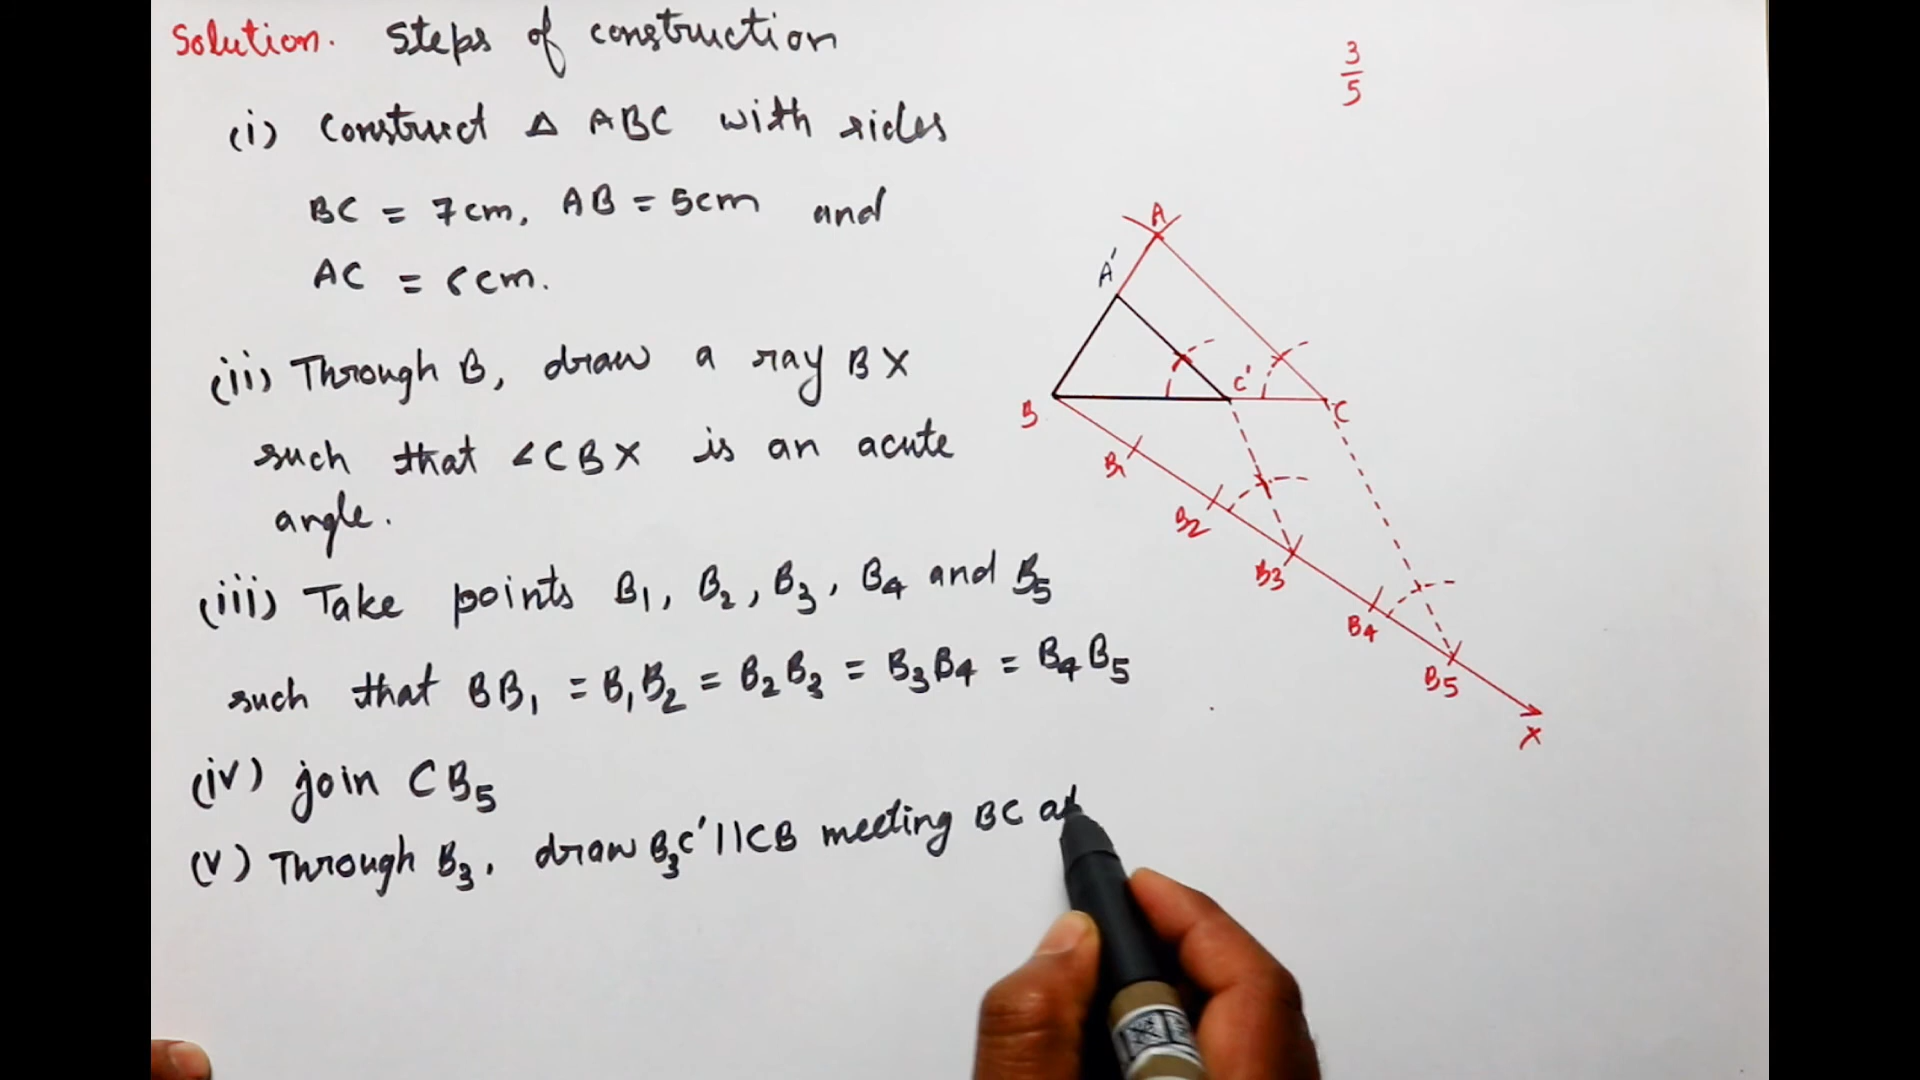 Solution. Steps of construction
(i) Construct △ ABC with sides
BC = 7cm, AB = 5cm and
AC = 6cm.
(ii) Through B, draw a ray BX
such that ∠CBX is an acute
angle.
(iii) Take points B₁, B₂, B₃, B₄ and B₅
such that BB₁ = B₁B₂ = B₂B₃ = B₃B₄ = B₄B₅
(iv) join CB₅
(v) Through B₃, draw B₃C' || CB meeting BC at
3/5
A
A'
B
C'
C
B₁
B₂
B₃
B₄
B₅
X